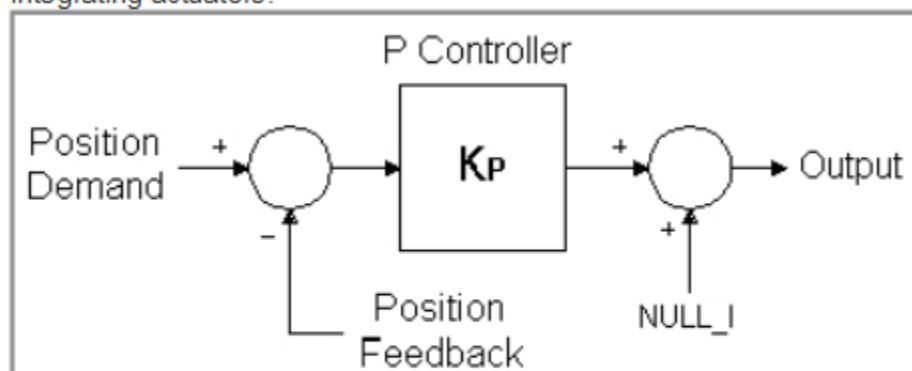 integrating actuators.
P Controller
Position
Demand
+
−
KP
+
+
Output
Position
Feedback
NULL_I